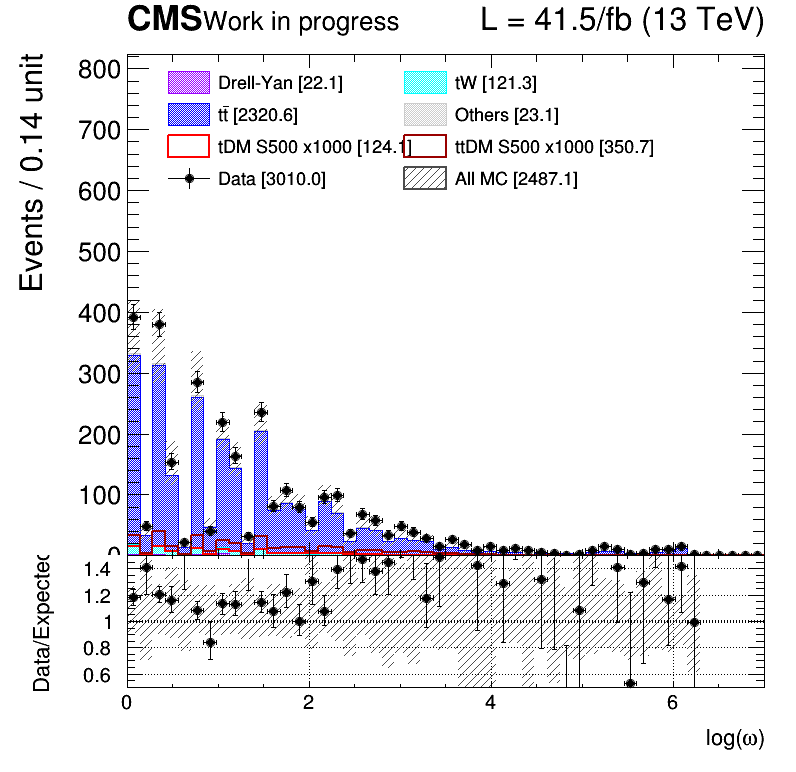 CMS Work in progress L = 41.5/fb (13 TeV)
Events / 0.14 unit
800
700
600
500
400
300
200
100
0
Drell-Yan [22.1]
tW [121.3]
tt̄ [2320.6]
Others [23.1]
tDM S500 x1000 [124.1]
ttDM S500 x1000 [350.7]
Data [3010.0]
All MC [2487.1]
Data/Expected
1.4
1.2
1
0.8
0.6
0 2 4 6
log(ω)